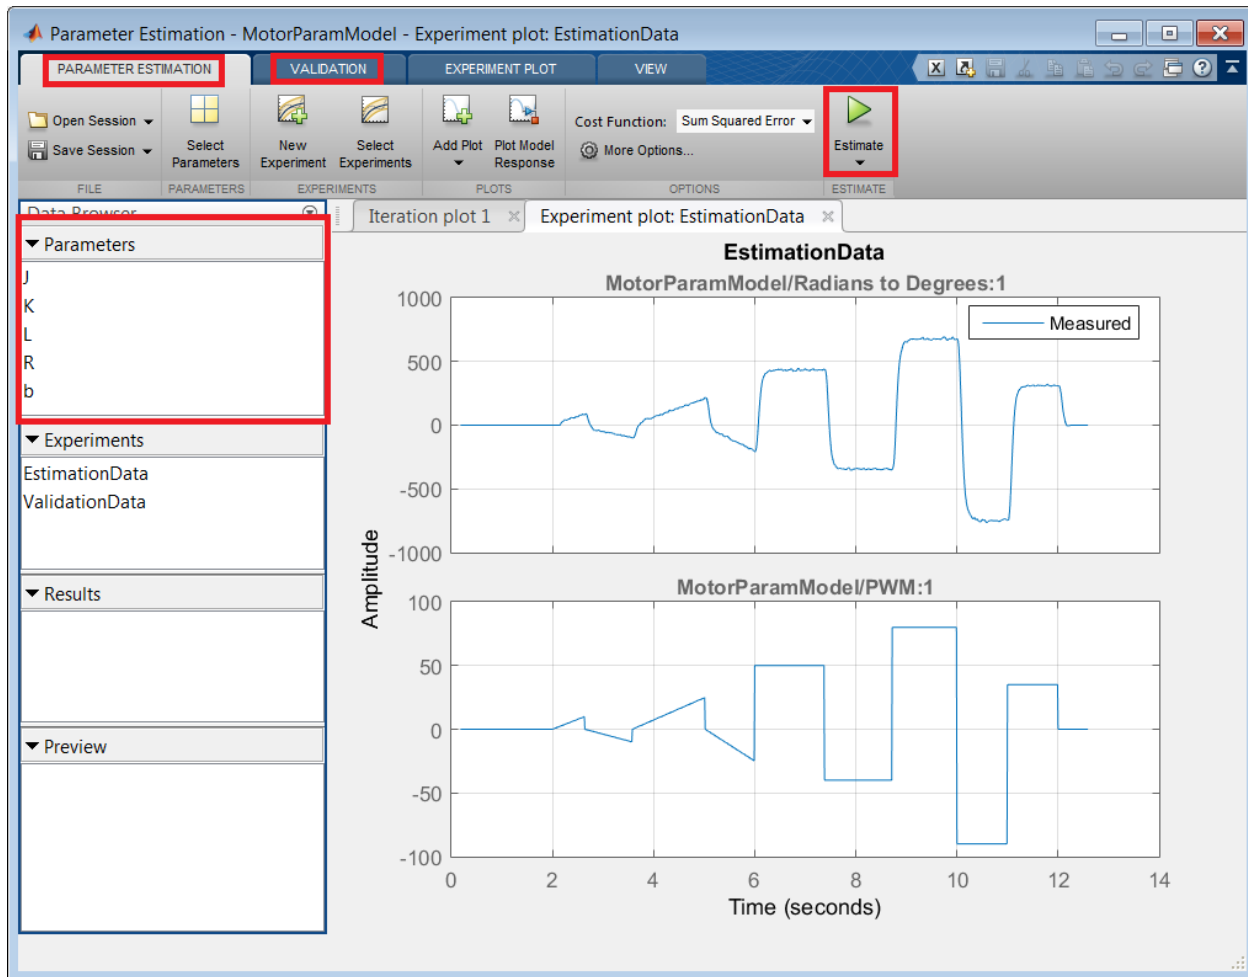 Parameter Estimation - MotorParamModel - Experiment plot: EstimationData
PARAMETER ESTIMATION VALIDATION EXPERIMENT PLOT VIEW
Open Session
Save Session
Select Parameters
New Experiment
Select Experiments
Add Plot
Plot Model Response
Cost Function: Sum Squared Error
More Options...
Estimate
FILE PARAMETERS EXPERIMENTS PLOTS OPTIONS ESTIMATE
Data Browser
Parameters
J
K
L
R
b
Experiments
EstimationData
ValidationData
Results
Preview
Iteration plot 1
Experiment plot: EstimationData
EstimationData
MotorParamModel/Radians to Degrees:1
Measured
1000
500
0
-500
-1000
Amplitude
MotorParamModel/PWM:1
100
50
0
-50
-100
0 2 4 6 8 10 12 14
Time (seconds)